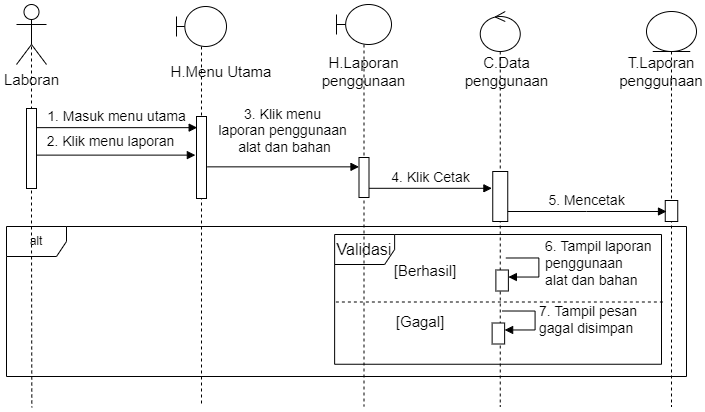 Laboran
H.Menu Utama
H.Laporan
penggunaan
C.Data
penggunaan
T.Laporan
penggunaan
1. Masuk menu utama
2. Klik menu laporan
3. Klik menu
laporan penggunaan
alat dan bahan
4. Klik Cetak
5. Mencetak
alt
Validasi
[Berhasil]
6. Tampil laporan
penggunaan
alat dan bahan
[Gagal]
7. Tampil pesan
gagal disimpan